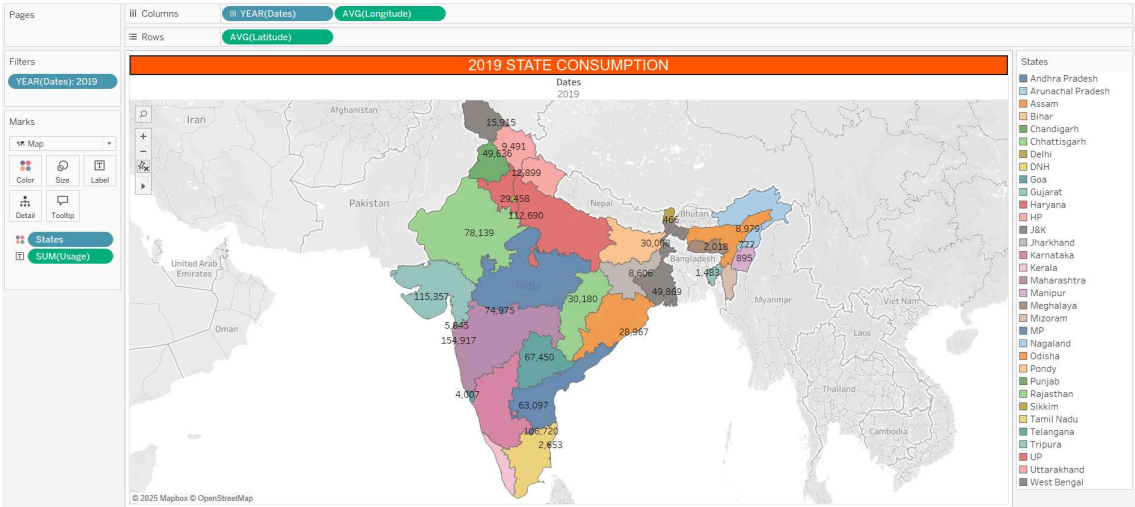 Pages
iii Columns
YEAR(Dates)
AVG(Longitude)
Rows
AVG(Latitude)
Filters
YEAR(Dates): 2019
Marks
Map
Color
Size
Label
Detail
Tooltip
States
SUM(Usage)
2019 STATE CONSUMPTION
Dates
2019
Iran
Afghanistan
Pakistan
Nepal
Bhutan
Bangladesh
India
United Arab
Emirates
Oman
Myanmar
Viet Nam
Laos
Thailand
Cambodia
15,915
9,491
49,636
12,899
29,458
112,690
78,139
466
8,979
30,0
777
2,018
895
8,606
1,483
115,357
30,180
49,869
74,975
5,845
28,967
154,917
67,450
4,007
63,097
106,720
2,653
© 2025 Mapbox © OpenStreetMap
States
Andhra Pradesh
Arunachal Pradesh
Assam
Bihar
Chandigarh
Chhattisgarh
Delhi
DNH
Goa
Gujarat
Haryana
HP
J&K
Jharkhand
Karnataka
Kerala
Maharashtra
Manipur
Meghalaya
Mizoram
MP
Nagaland
Odisha
Pondy
Punjab
Rajasthan
Sikkim
Tamil Nadu
Telangana
Tripura
UP
Uttarakhand
West Bengal